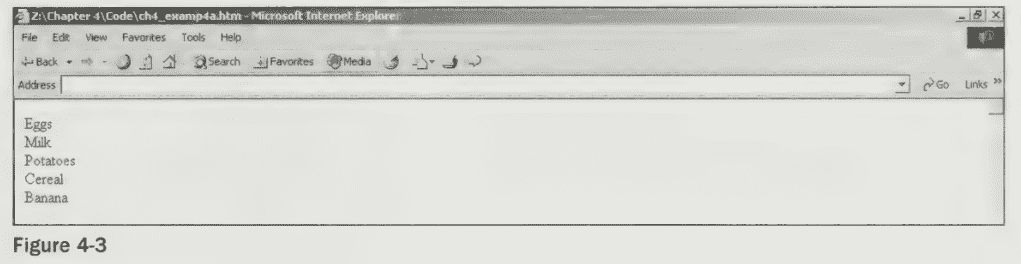 Z:\Chapter 4\Code\ch4_examp4a.htm - Microsoft Internet Explorer
File Edit View Favorites Tools Help
Back Search Favorites Media
Address Go Links »
Eggs
Milk
Potatoes
Cereal
Banana
Figure 4-3